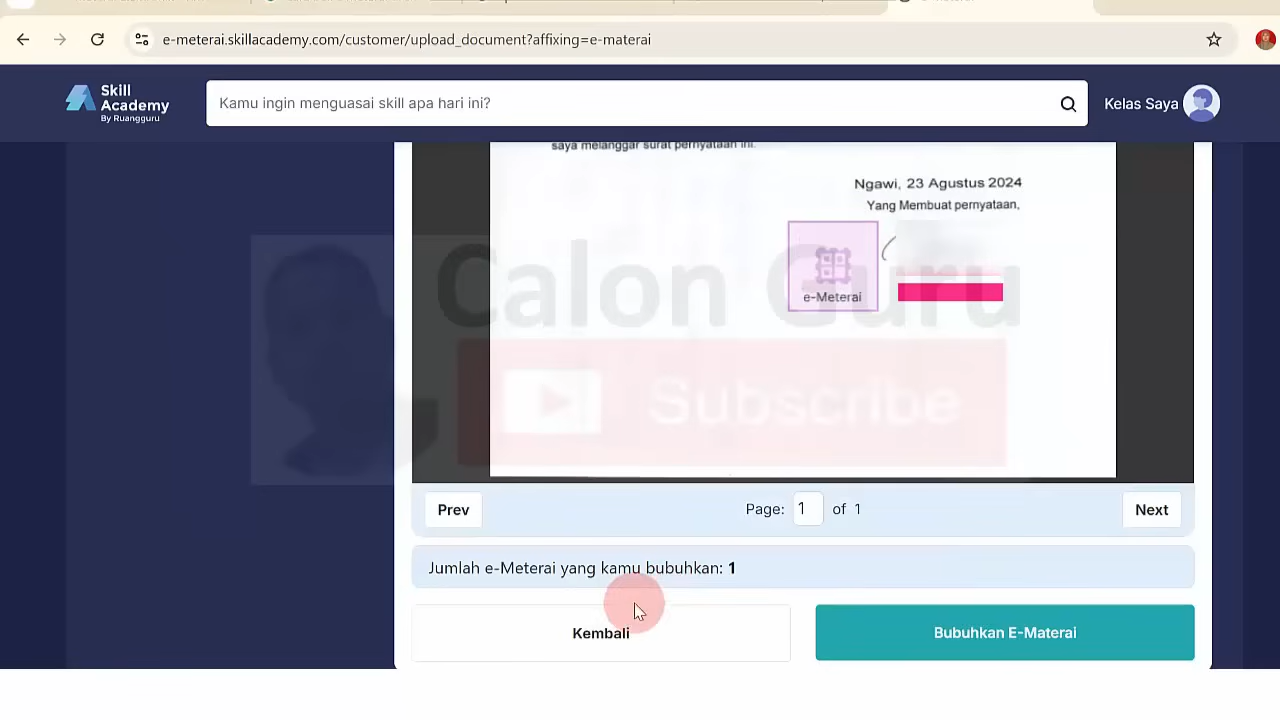 e-meterai.skillacademy.com/customer/upload_document?affixing=e-materai
Skill
Academy
By Ruangguru
Kamu ingin menguasai skill apa hari ini?
Kelas Saya
saya melanggar surat pernyataan ini.
Ngawi, 23 Agustus 2024
Yang Membuat pernyataan,
e-Meterai
Calon Guru
Subscribe
Prev
Page: 1 of 1
Next
Jumlah e-Meterai yang kamu bubuhkan: 1
Kembali
Bubuhkan E-Materai